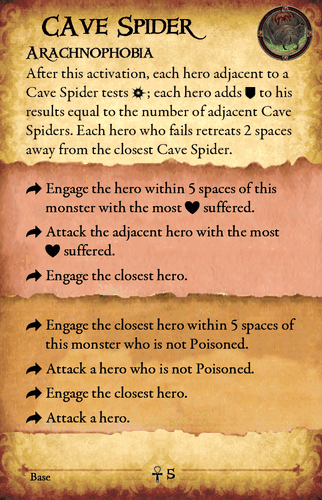 Cave Spider
Arachnophobia
After this activation, each hero adjacent to a
Cave Spider tests ; each hero adds to his
results equal to the number of adjacent Cave
Spiders. Each hero who fails retreats 2 spaces
away from the closest Cave Spider.
Engage the hero within 5 spaces of this
monster with the most suffered.
Attack the adjacent hero with the most
suffered.
Engage the closest hero.
Engage the closest hero within 5 spaces of
this monster who is not Poisoned.
Attack a hero who is not Poisoned.
Engage the closest hero.
Attack a hero.
Base
5